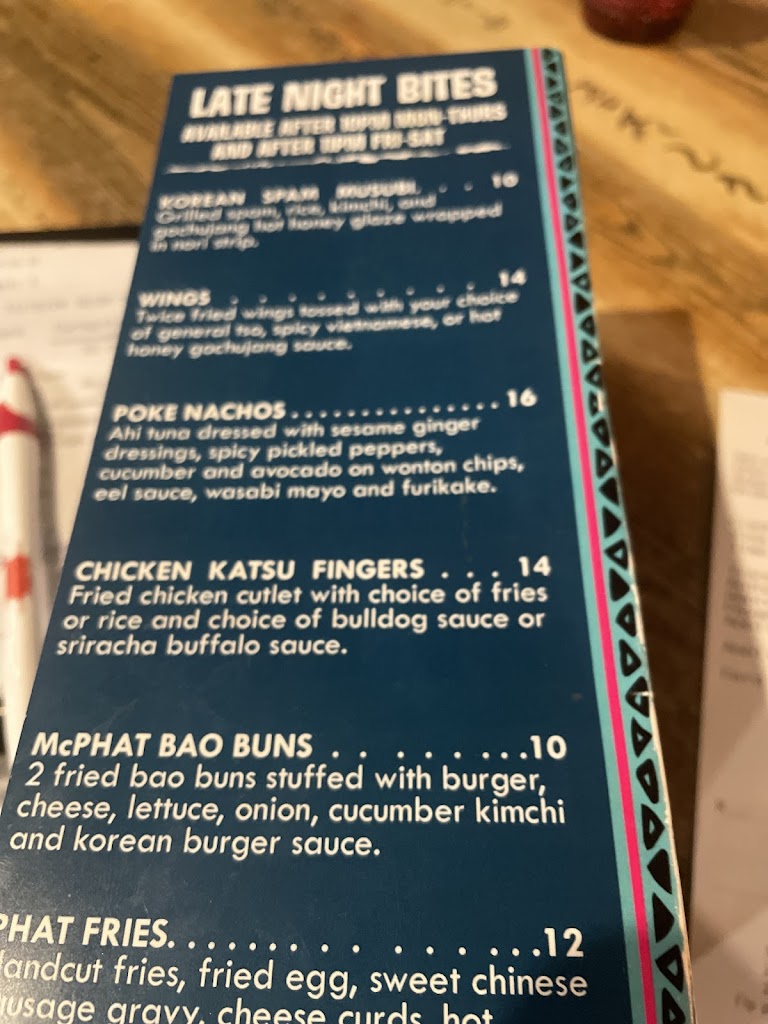 LATE NIGHT BITES
AVAILABLE AFTER 10PM MON-THURS
AND AFTER 11PM FRI-SAT
KOREAN SPAM MUSUBI. . . 10
Grilled spam, rice, kimchi, and
gochujang hot honey glaze wrapped
in nori strip.
WINGS . . . . . . . . . 14
Twice fried wings tossed with your choice
of general tso, spicy vietnamese, or hot
honey gochujang sauce.
POKE NACHOS. . . . . . . . . . . . . . . . 16
Ahi tuna dressed with sesame ginger
dressings, spicy pickled peppers,
cucumber and avocado on wonton chips,
eel sauce, wasabi mayo and furikake.
CHICKEN KATSU FINGERS . . . 14
Fried chicken cutlet with choice of fries
or rice and choice of bulldog sauce or
sriracha buffalo sauce.
McPHAT BAO BUNS . . . . . . . .10
2 fried bao buns stuffed with burger,
cheese, lettuce, onion, cucumber kimchi
and korean burger sauce.
PHAT FRIES. . . . . . . . . . . . . . .12
andcut fries, fried egg, sweet chinese
ausage gravy, cheese curds, hot